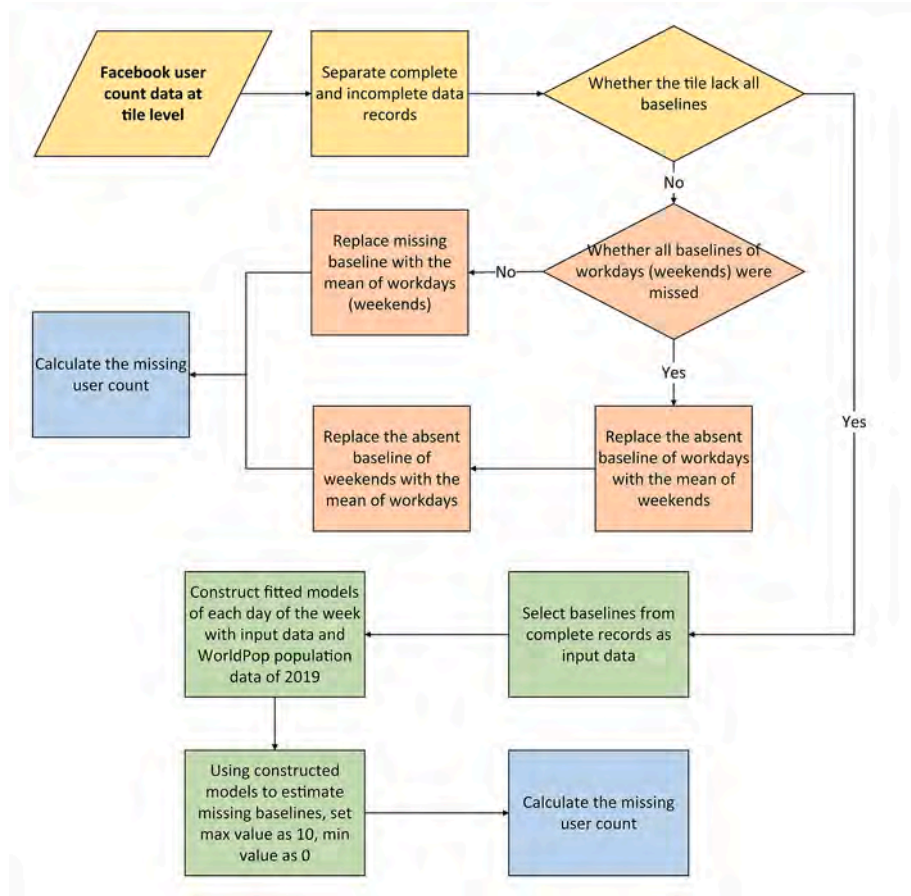 Facebook user
count data at
tile level
Separate complete
and incomplete data
records
Whether the tile lack all
baselines
No
Replace missing
baseline with the
mean of workdays
(weekends)
No
Whether all baselines of
workdays (weekends) were
missed
Calculate the missing
user count
Yes
Yes
Replace the absent
baseline of
weekends with the
mean of workdays
Replace the absent
baseline of workdays
with the mean of
weekends
Construct fitted models
of each day of the week
with input data and
WorldPop population
data of 2019
Select baselines from
complete records as
input data
Using constructed
models to estimate
missing baselines, set
max value as 10, min
value as 0
Calculate the missing
user count